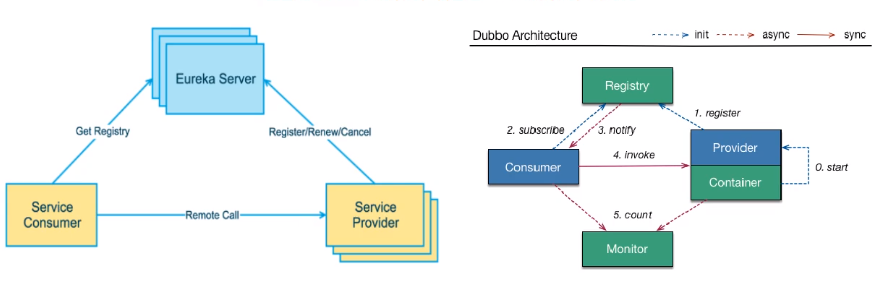 Eureka Server
Get Registry
Register/Renew/Cancel
Service
Consumer
Remote Call
Service
Provider
Dubbo Architecture
init
async
sync
Registry
1. register
2. subscribe
3. notify
Consumer
4. invoke
Provider
Container
0. start
5. count
Monitor